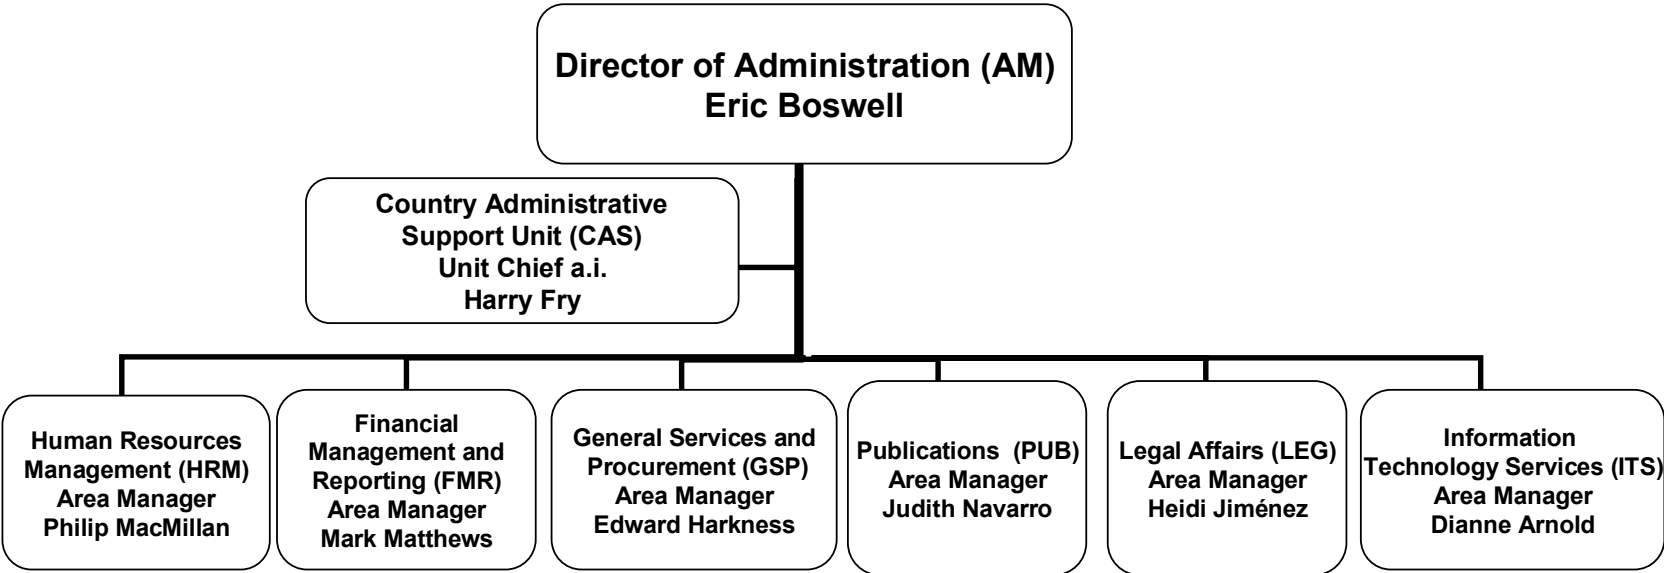 Director of Administration (AM)
Eric Boswell
Country Administrative
Support Unit (CAS)
Unit Chief a.i.
Harry Fry
Human Resources
Management (HRM)
Area Manager
Philip MacMillan
Financial
Management and
Reporting (FMR)
Area Manager
Mark Matthews
General Services and
Procurement (GSP)
Area Manager
Edward Harkness
Publications (PUB)
Area Manager
Judith Navarro
Legal Affairs (LEG)
Area Manager
Heidi Jiménez
Information
Technology Services (ITS)
Area Manager
Dianne Arnold